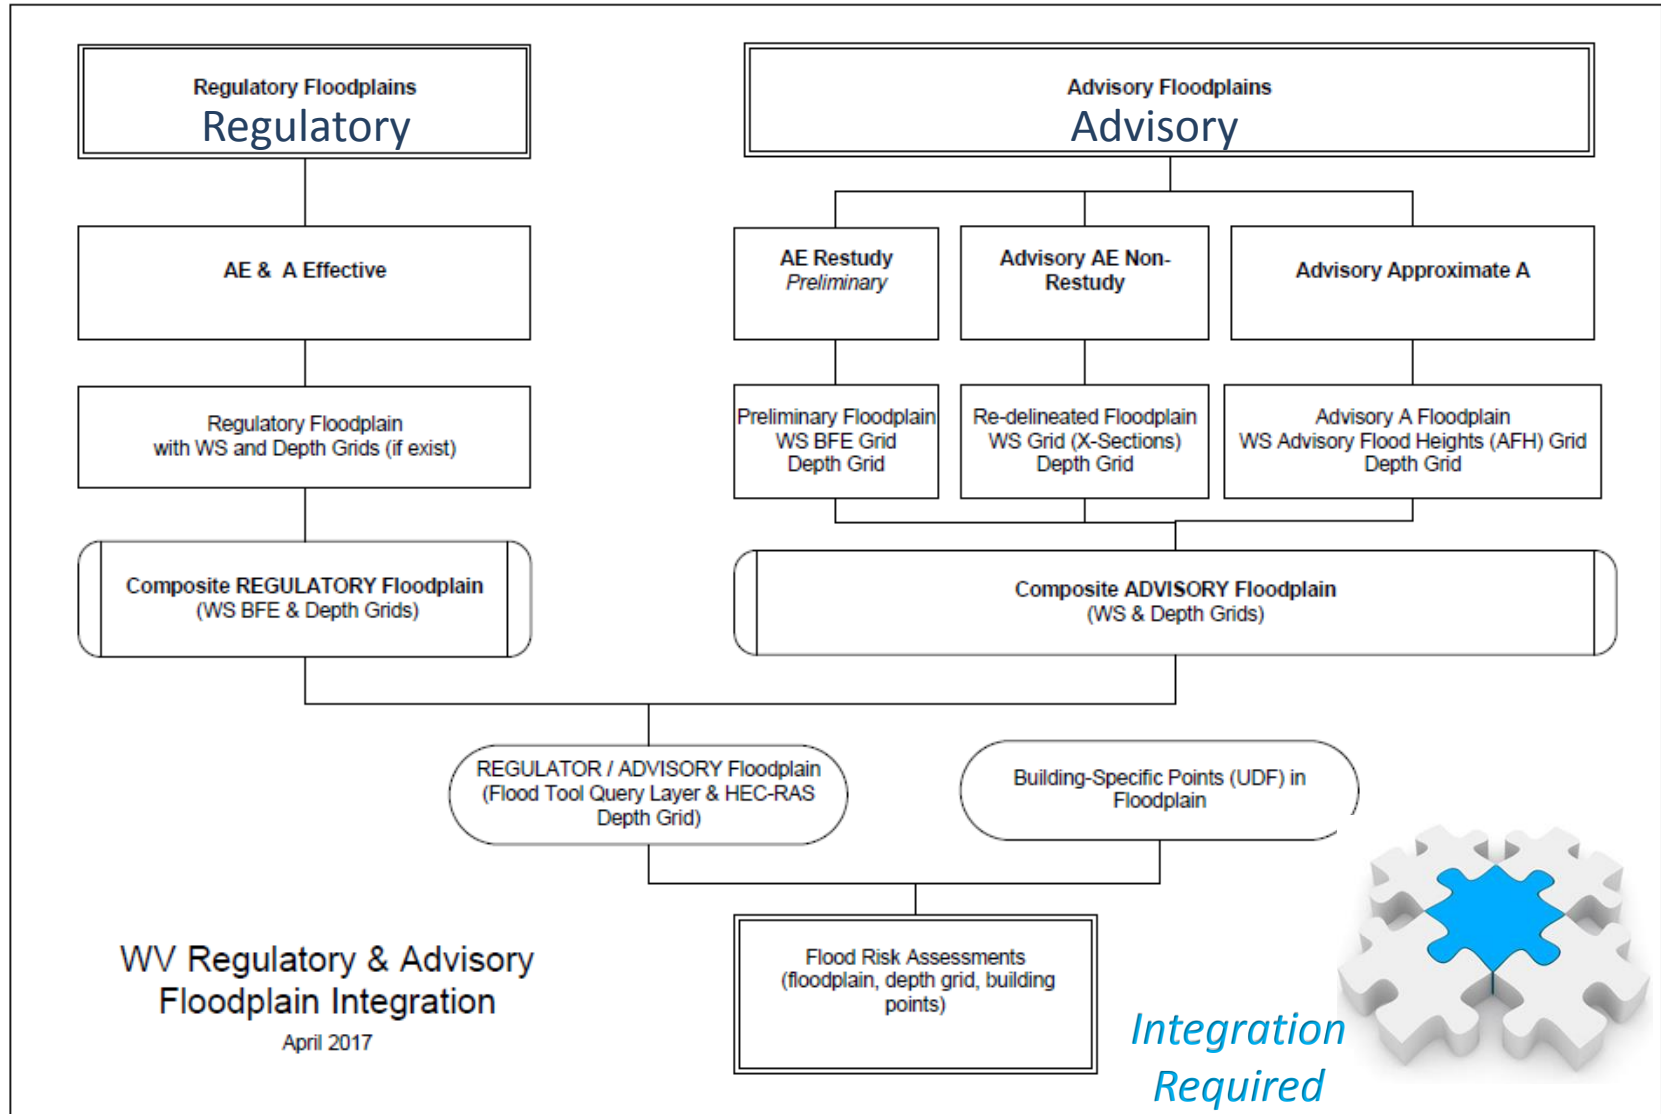 Regulatory Floodplains
Regulatory
Advisory Floodplains
Advisory
AE & A Effective
AE Restudy
Preliminary
Advisory AE Non-
Restudy
Advisory Approximate A
Regulatory Floodplain
with WS and Depth Grids (if exist)
Preliminary Floodplain
WS BFE Grid
Depth Grid
Re-delineated Floodplain
WS Grid (X-Sections)
Depth Grid
Advisory A Floodplain
WS Advisory Flood Heights (AFH) Grid
Depth Grid
Composite REGULATORY Floodplain
(WS BFE & Depth Grids)
Composite ADVISORY Floodplain
(WS & Depth Grids)
REGULATOR / ADVISORY Floodplain
(Flood Tool Query Layer & HEC-RAS
Depth Grid)
Building-Specific Points (UDF) in
Floodplain
Flood Risk Assessments
(floodplain, depth grid, building
points)
WV Regulatory & Advisory
Floodplain Integration
April 2017
Integration
Required